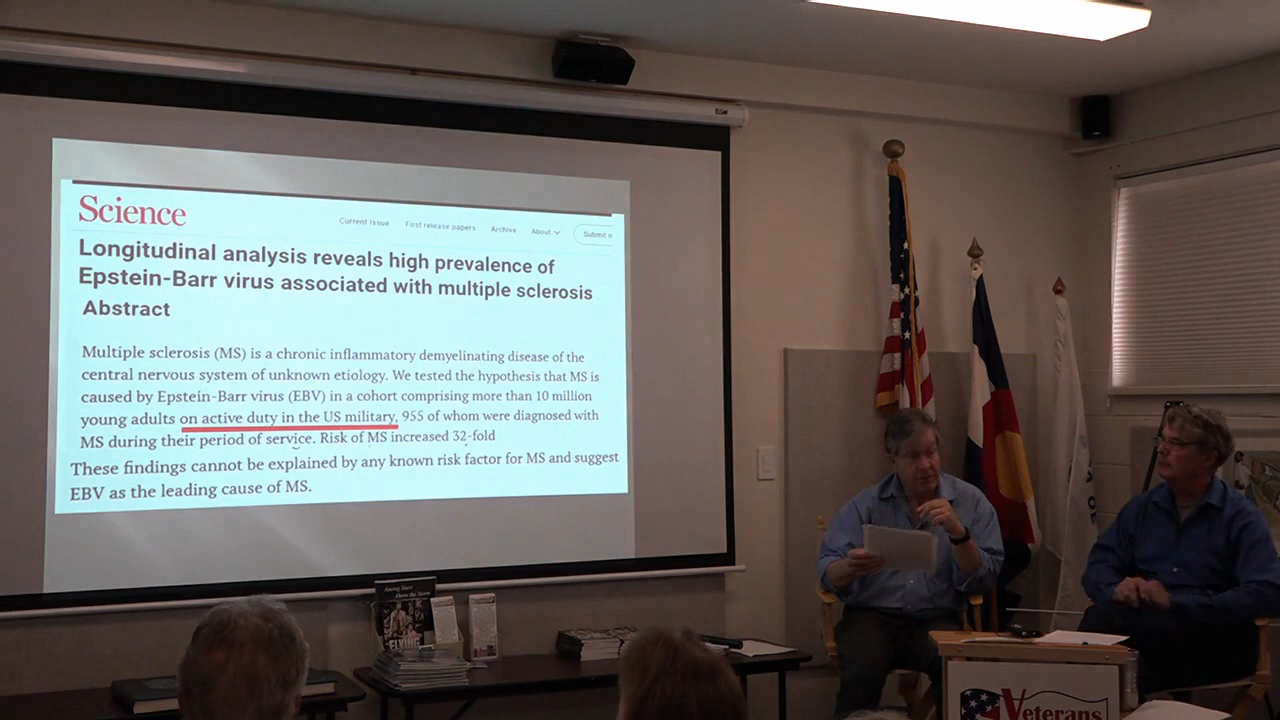 Science
Current Issue First release papers Archive About Submit
Longitudinal analysis reveals high prevalence of
Epstein-Barr virus associated with multiple sclerosis
Abstract
Multiple sclerosis (MS) is a chronic inflammatory demyelinating disease of the
central nervous system of unknown etiology. We tested the hypothesis that MS is
caused by Epstein-Barr virus (EBV) in a cohort comprising more than 10 million
young adults on active duty in the US military, 955 of whom were diagnosed with
MS during their period of service. Risk of MS increased 32-fold
These findings cannot be explained by any known risk factor for MS and suggest
EBV as the leading cause of MS.
Veterans